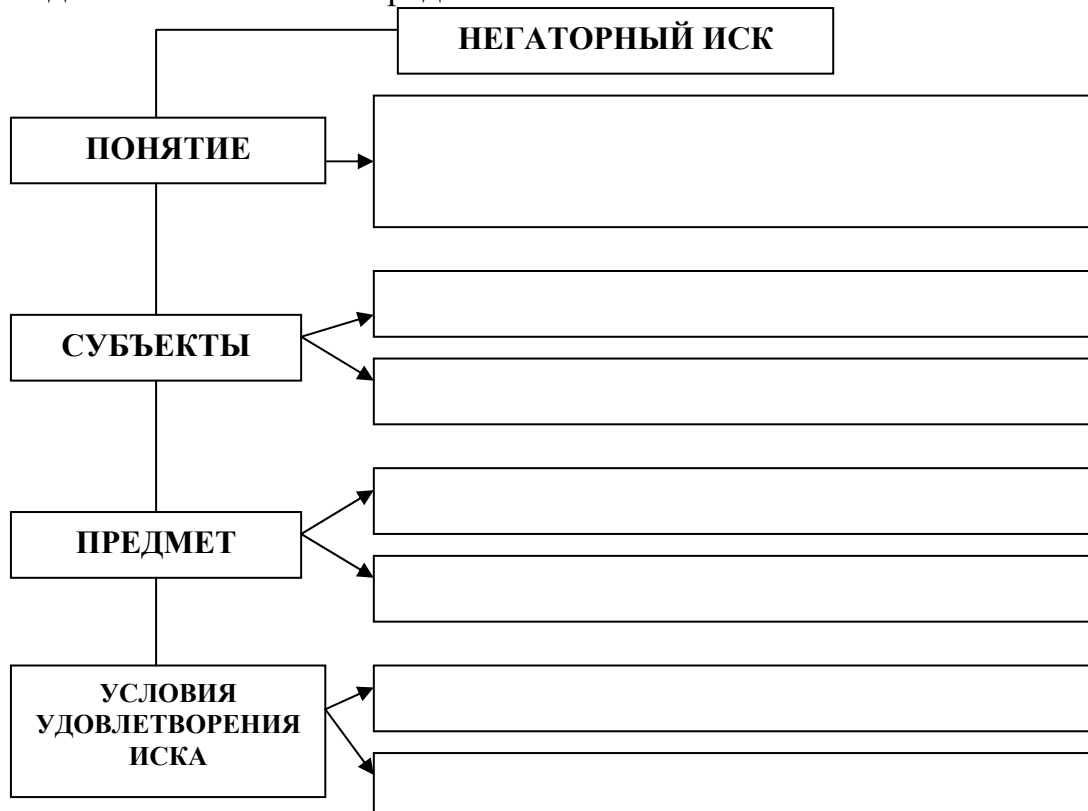 НЕГАТОРНЫЙ ИСК
ПОНЯТИЕ
СУБЪЕКТЫ
ПРЕДМЕТ
УСЛОВИЯ
УДОВЛЕТВОРЕНИЯ
ИСКА